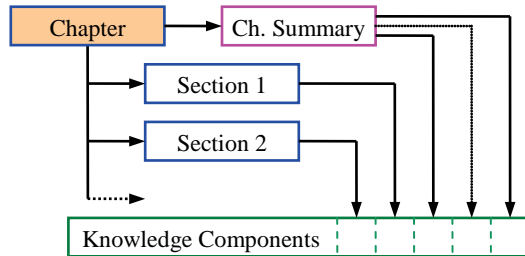 Chapter
Ch. Summary
Section 1
Section 2
Knowledge Components